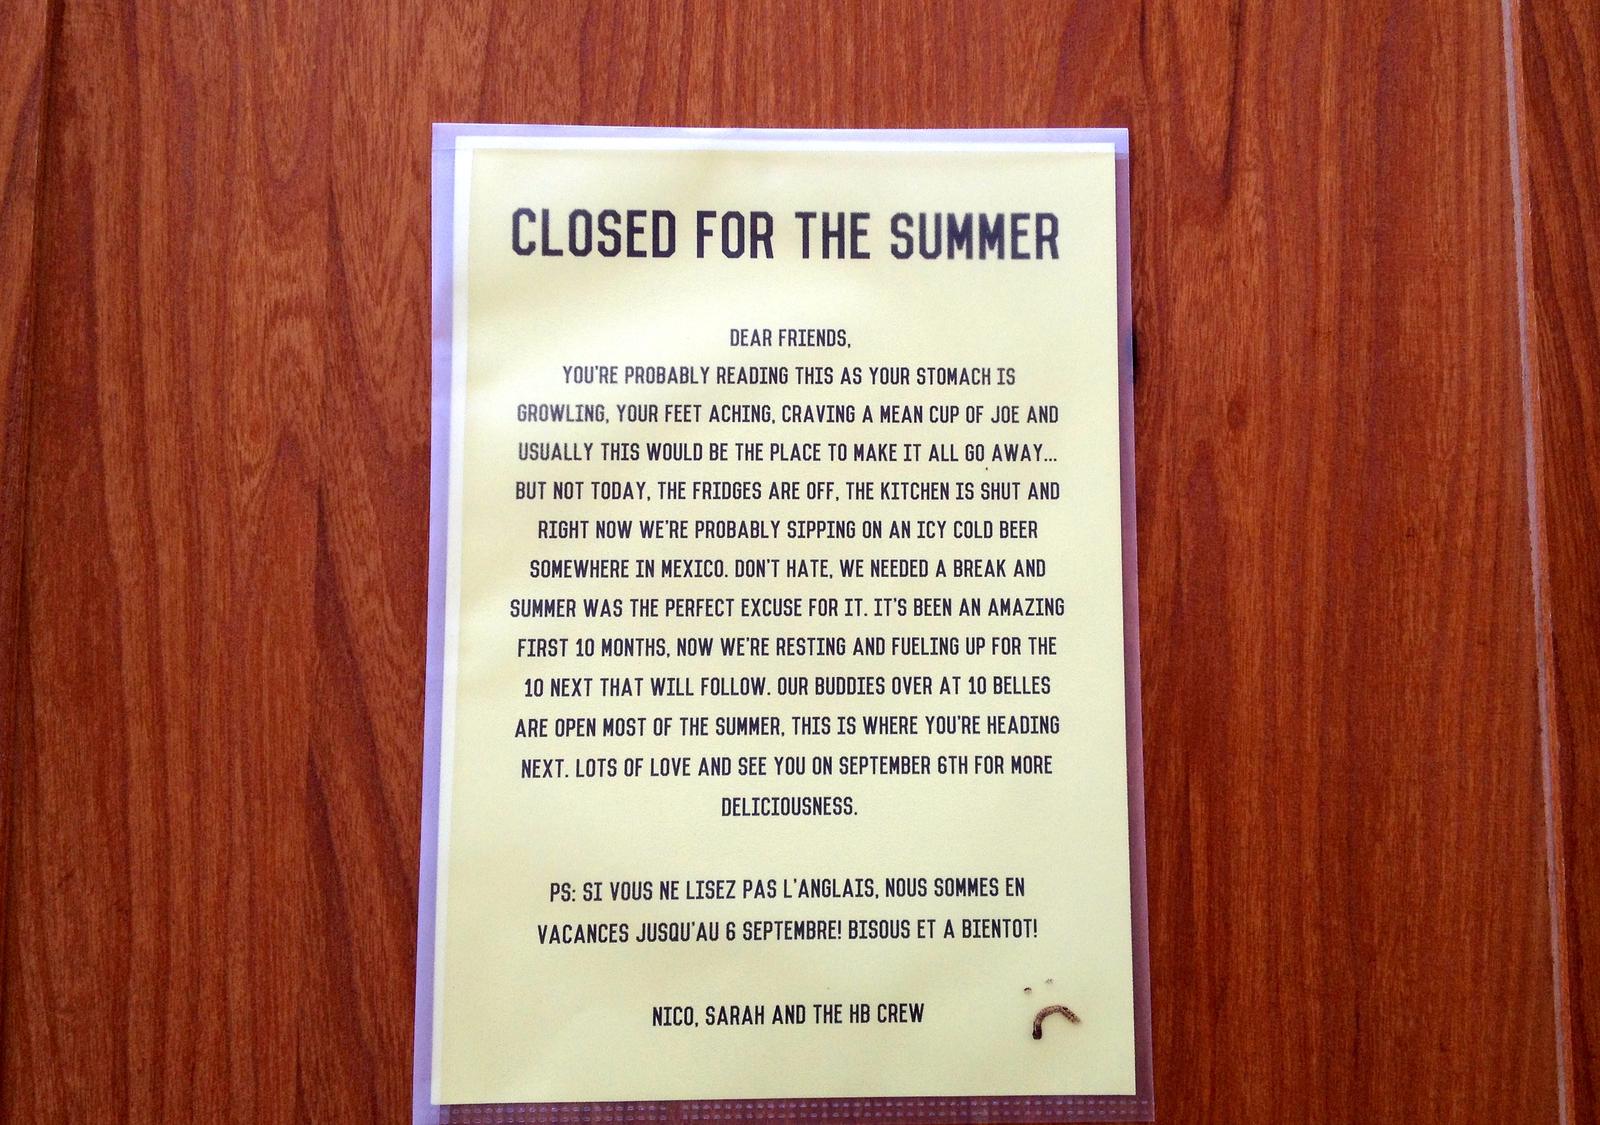 CLOSED FOR THE SUMMER
DEAR FRIENDS,
YOU'RE PROBABLY READING THIS AS YOUR STOMACH IS
GROWLING, YOUR FEET ACHING, CRAVING A MEAN CUP OF JOE AND
USUALLY THIS WOULD BE THE PLACE TO MAKE IT ALL GO AWAY...
BUT NOT TODAY, THE FRIDGES ARE OFF, THE KITCHEN IS SHUT AND
RIGHT NOW WE'RE PROBABLY SIPPING ON AN ICY COLD BEER
SOMEWHERE IN MEXICO. DON'T HATE, WE NEEDED A BREAK AND
SUMMER WAS THE PERFECT EXCUSE FOR IT. IT'S BEEN AN AMAZING
FIRST 10 MONTHS, NOW WE'RE RESTING AND FUELING UP FOR THE
10 NEXT THAT WILL FOLLOW. OUR BUDDIES OVER AT 10 BELLES
ARE OPEN MOST OF THE SUMMER, THIS IS WHERE YOU'RE HEADING
NEXT. LOTS OF LOVE AND SEE YOU ON SEPTEMBER 6TH FOR MORE
DELICIOUSNESS.
PS: SI VOUS NE LISEZ PAS L'ANGLAIS, NOUS SOMMES EN
VACANCES JUSQU'AU 6 SEPTEMBRE! BISOUS ET A BIENTOT!
NICO, SARAH AND THE HB CREW